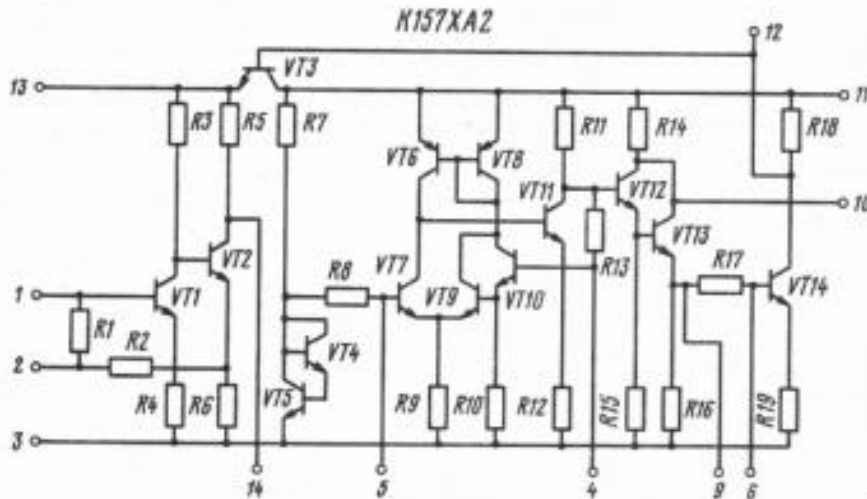 К157ХА2
12
13
VT3
11
R3
R5
R7
R11
R14
R18
VT6
VT8
VT11
VT12
10
VT2
VT13
R13
R17
R8
VT7
VT9
VT10
VT14
1
VT1
R1
R2
VT4
2
R4
R6
VT5
R9
R10
R12
R15
R16
R19
3
14
5
4
9
6